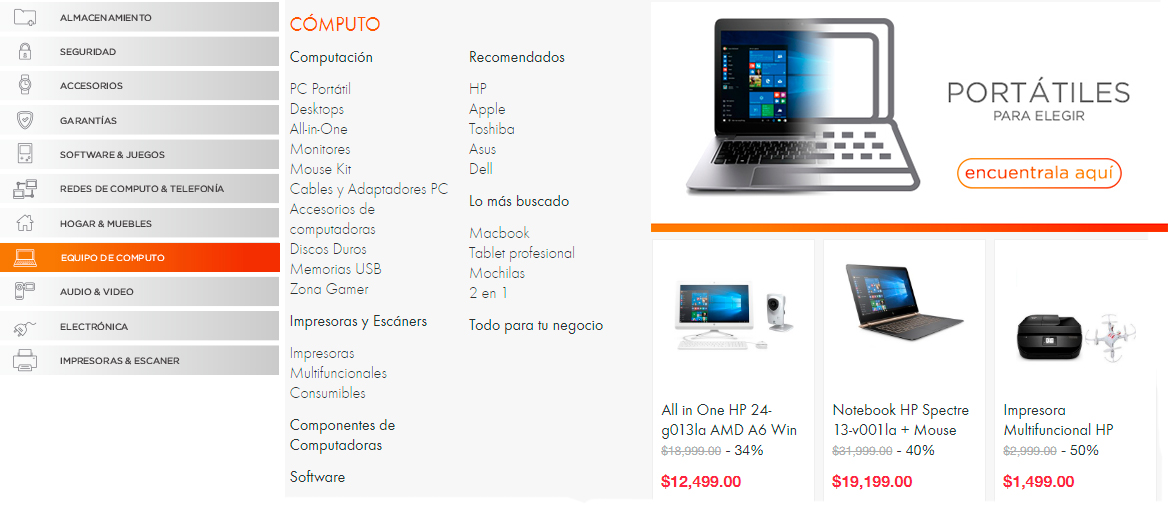 ALMACENAMIENTO
SEGURIDAD
ACCESORIOS
GARANTÍAS
SOFTWARE & JUEGOS
REDES DE COMPUTO & TELEFONÍA
HOGAR & MUEBLES
EQUIPO DE COMPUTO
AUDIO & VIDEO
ELECTRÓNICA
IMPRESORAS & ESCANER
CÓMPUTO
Computación
PC Portátil
Desktops
All-in-One
Monitores
Mouse Kit
Cables y Adaptadores PC
Accesorios de
computadoras
Discos Duros
Memorias USB
Zona Gamer
Impresoras y Escáners
Impresoras
Multifuncionales
Consumibles
Componentes de
Computadoras
Software
Recomendados
HP
Apple
Toshiba
Asus
Dell
Lo más buscado
Macbook
Tablet profesional
Mochilas
2 en 1
Todo para tu negocio
PORTÁTILES
PARA ELEGIR
encuentrala aquí
All in One HP 24-
g013la AMD A6 Win
$18,999.00 - 34%
$12,499.00
Notebook HP Spectre
13-v001la + Mouse
$31,999.00 - 40%
$19,199.00
Impresora
Multifuncional HP
$2,999.00 - 50%
$1,499.00